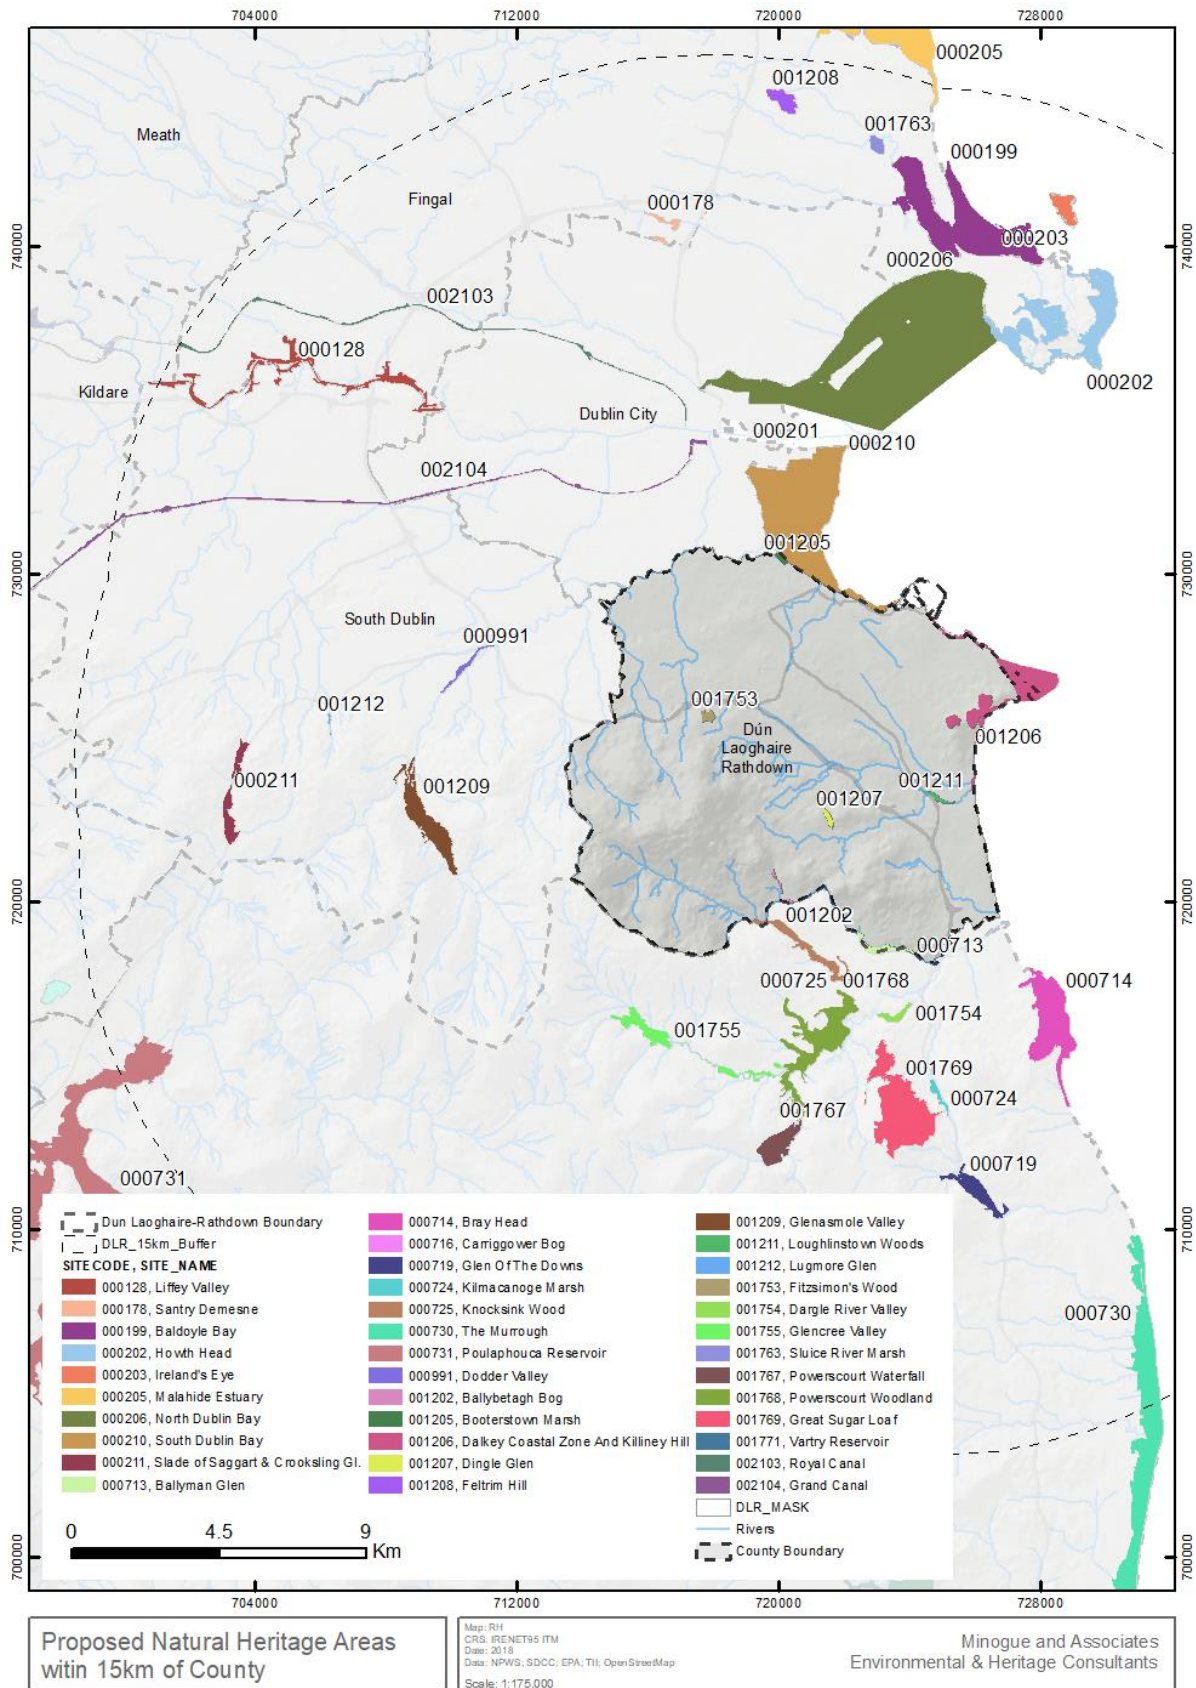 704000
712000
720000
728000
000205
001208
001763
Meath
000199
Fingal
000178
740000
740000
000203
000206
002103
000128
Kildare
000202
Dublin City
000201
000210
002104
001205
730000
730000
South Dublin
000991
001753
001212
Dún
Laoghaire
Rathdown
001206
000211
001209
001211
001207
720000
720000
001202
000713
000725
001768
000714
001754
001755
001769
000724
001767
000719
000731
710000
710000
000730
700000
700000
Dun Laoghaire-Rathdown Boundary
DLR_15km_Buffer
SITECODE, SITE_NAME
000128, Liffey Valley
000178, Santry Demesne
000199, Baldoyle Bay
000202, Howth Head
000203, Ireland's Eye
000205, Malahide Estuary
000206, North Dublin Bay
000210, South Dublin Bay
000211, Slade of Saggart & Crooksling Gl.
000713, Ballyman Glen
000714, Bray Head
000716, Carriggower Bog
000719, Glen Of The Downs
000724, Kilmacanoge Marsh
000725, Knocksink Wood
000730, The Murrough
000731, Poulaphouca Reservoir
000991, Dodder Valley
001202, Ballybetagh Bog
001205, Booterstown Marsh
001206, Dalkey Coastal Zone And Killiney Hill
001207, Dingle Glen
001208, Feltrim Hill
001209, Glenasmole Valley
001211, Loughlinstown Woods
001212, Lugmore Glen
001753, Fitzsimon's Wood
001754, Dargle River Valley
001755, Glencree Valley
001763, Sluice River Marsh
001767, Powerscourt Waterfall
001768, Powerscourt Woodland
001769, Great Sugar Loaf
001771, Vartry Reservoir
002103, Royal Canal
002104, Grand Canal
DLR_MASK
Rivers
County Boundary
0 4.5 9
Km
704000
712000
720000
728000
Proposed Natural Heritage Areas
witin 15km of County
Map: RH
CRS: IRENET95 ITM
Date: 2018
Data: NPWS; SDCC; EPA; TII; OpenStreetMap
Scale: 1:175,000
Minogue and Associates
Environmental & Heritage Consultants